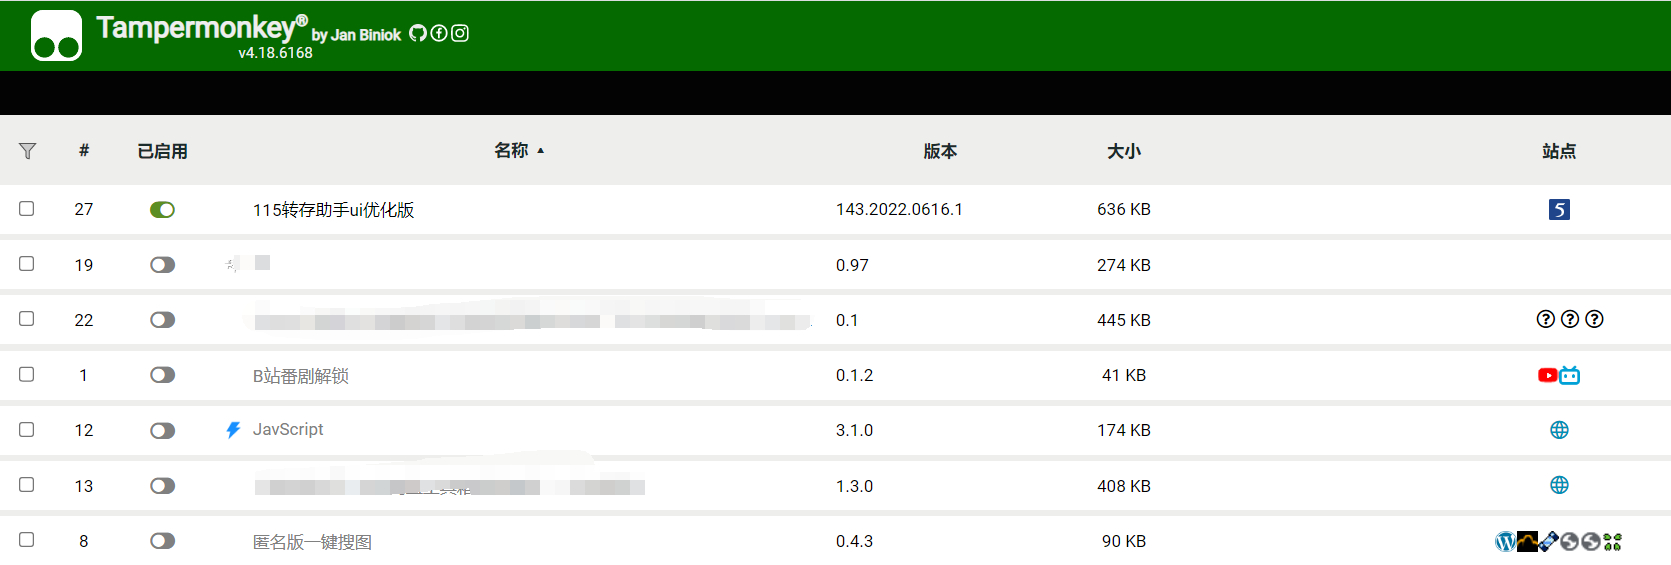 Tampermonkey® by Jan Biniok
v4.18.6168
# 已启用 名称 ▲ 版本 大小 站点
27 115转存助手ui优化版 143.2022.0616.1 636 KB
19 0.97 274 KB
22 0.1 445 KB
1 B站番剧解锁 0.1.2 41 KB
12 JavScript 3.1.0 174 KB
13 1.3.0 408 KB
8 匿名版一键搜图 0.4.3 90 KB